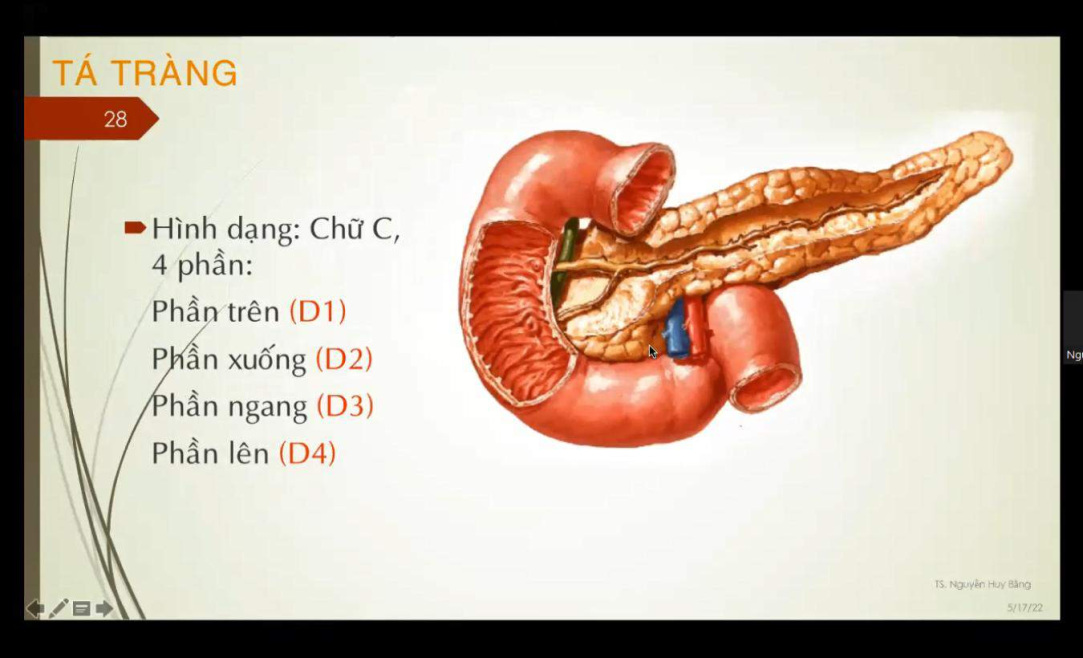 TÁ TRÀNG
28
Hình dạng: Chữ C,
4 phần:
Phần trên (D1)
Phần xuống (D2)
Phần ngang (D3)
Phần lên (D4)
TS. Nguyễn Huy Bằng
5/17/22